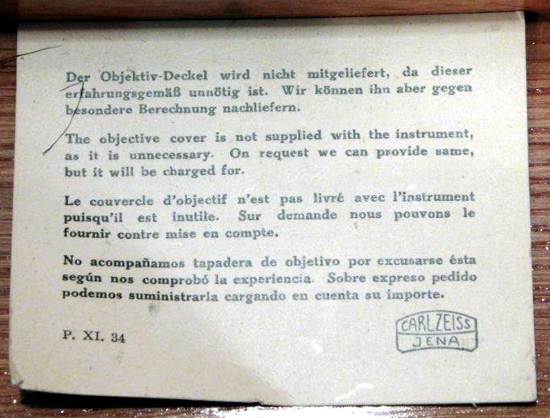 Der Objektiv-Deckel wird nicht mitgeliefert, da dieser
erfahrungsgemäß unnötig ist. Wir können ihn aber gegen
besondere Berechnung nachliefern.
The objective cover is not supplied with the instrument,
as it is unnecessary. On request we can provide same,
but it will be charged for.
Le couvercle d'objectif n'est pas livré avec l'instrument
puisqu'il est inutile. Sur demande nous pouvons le
fournir contre mise en compte.
No acompañamos tapadera de objetivo por excusarse ésta
según nos comprobó la experiencia. Sobre expreso pedido
podemos suministrarla cargando en cuenta su importe.
P. XI. 34
CARL ZEISS
JENA